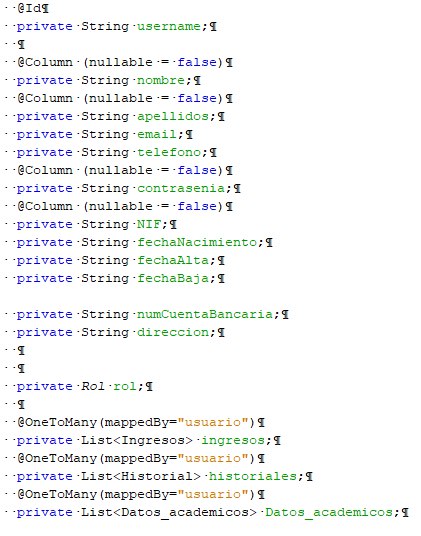 @Id¶
private·String·username;¶
¶
@Column·(nullable·=·false)¶
private·String·nombre;¶
@Column·(nullable·=·false)¶
private·String·apellidos;¶
private·String·email;¶
private·String·telefono;¶
@Column·(nullable·=·false)¶
private·String·contrasenia;¶
@Column·(nullable·=·false)¶
private·String·NIF;¶
private·String·fechaNacimiento;¶
private·String·fechaAlta;¶
private·String·fechaBaja;¶

private·String·numCuentaBancaria;¶
private·String·direccion;¶
¶
¶
private·Rol·rol;¶
¶
@OneToMany(mappedBy="usuario")¶
private·List<Ingresos>·ingresos;¶
@OneToMany(mappedBy="usuario")¶
private·List<Historial>·historiales;¶
@OneToMany(mappedBy="usuario")¶
private·List<Datos_academicos>·Datos_academicos;¶